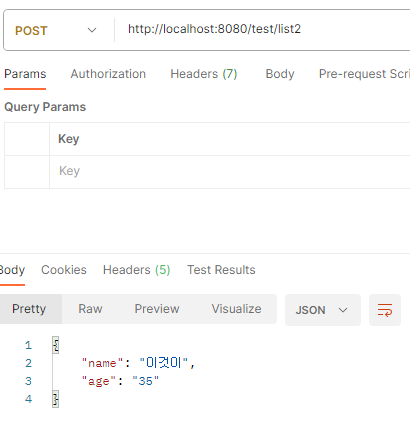 POST http://localhost:8080/test/list2
Params Authorization Headers (7) Body Pre-request Scri
Query Params
Key
Key
Body Cookies Headers (5) Test Results
Pretty Raw Preview Visualize JSON
1 {
2 "name": "이것이",
3 "age": "35"
4 }